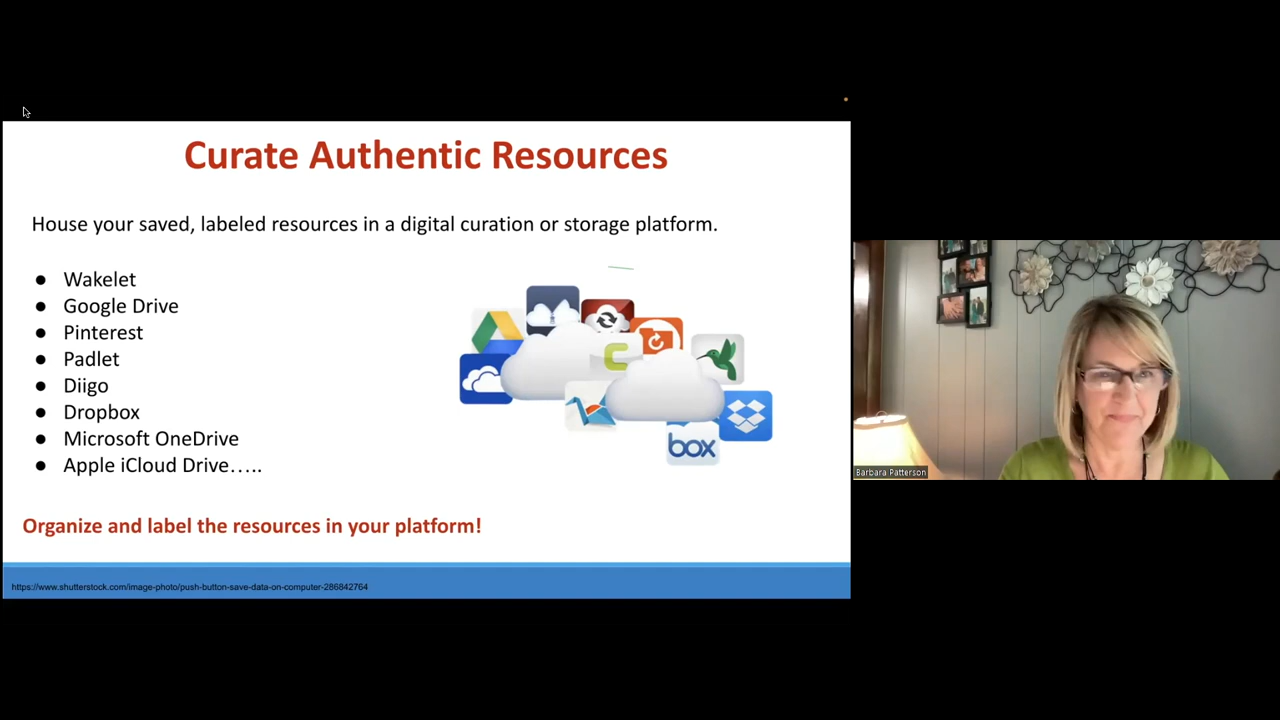 Curate Authentic Resources
House your saved, labeled resources in a digital curation or storage platform.
● Wakelet
● Google Drive
● Pinterest
● Padlet
● Diigo
● Dropbox
● Microsoft OneDrive
● Apple iCloud Drive…..
box
Organize and label the resources in your platform!
https://www.shutterstock.com/image-photo/push-button-save-data-on-computer-286842764
Barbara Patterson